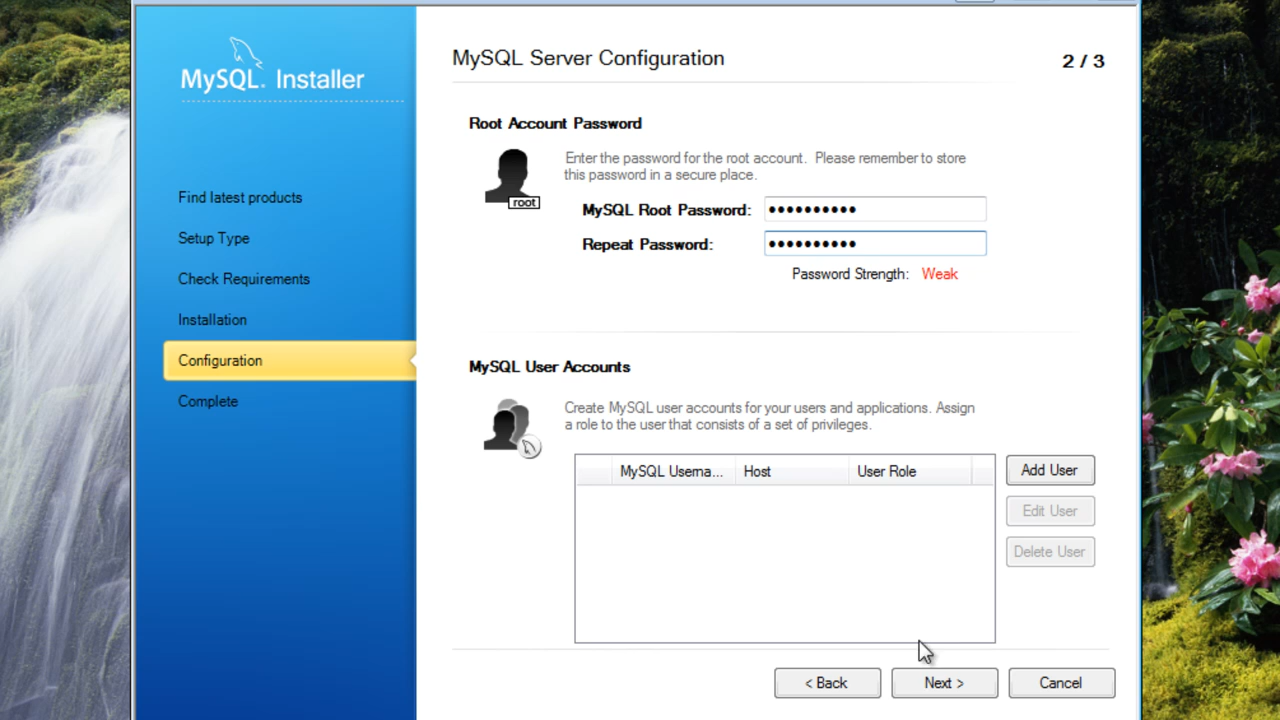 MySQL Installer
MySQL Server Configuration
2 / 3
Root Account Password
Enter the password for the root account. Please remember to store
this password in a secure place.
root
MySQL Root Password: ●●●●●●●●●●
Repeat Password: ●●●●●●●●●●
Password Strength: Weak
Find latest products
Setup Type
Check Requirements
Installation
Configuration
Complete
MySQL User Accounts
Create MySQL user accounts for your users and applications. Assign
a role to the user that consists of a set of privileges.
MySQL Userna... Host User Role
Add User
Edit User
Delete User
< Back Next > Cancel